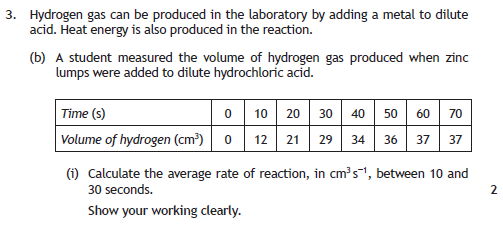 3. Hydrogen gas can be produced in the laboratory by adding a metal to dilute
acid. Heat energy is also produced in the reaction.
(b) A student measured the volume of hydrogen gas produced when zinc
lumps were added to dilute hydrochloric acid.
Time (s) 0 10 20 30 40 50 60 70
Volume of hydrogen (cm³) 0 12 21 29 34 36 37 37
(i) Calculate the average rate of reaction, in cm³ s⁻¹, between 10 and
30 seconds. 2
Show your working clearly.